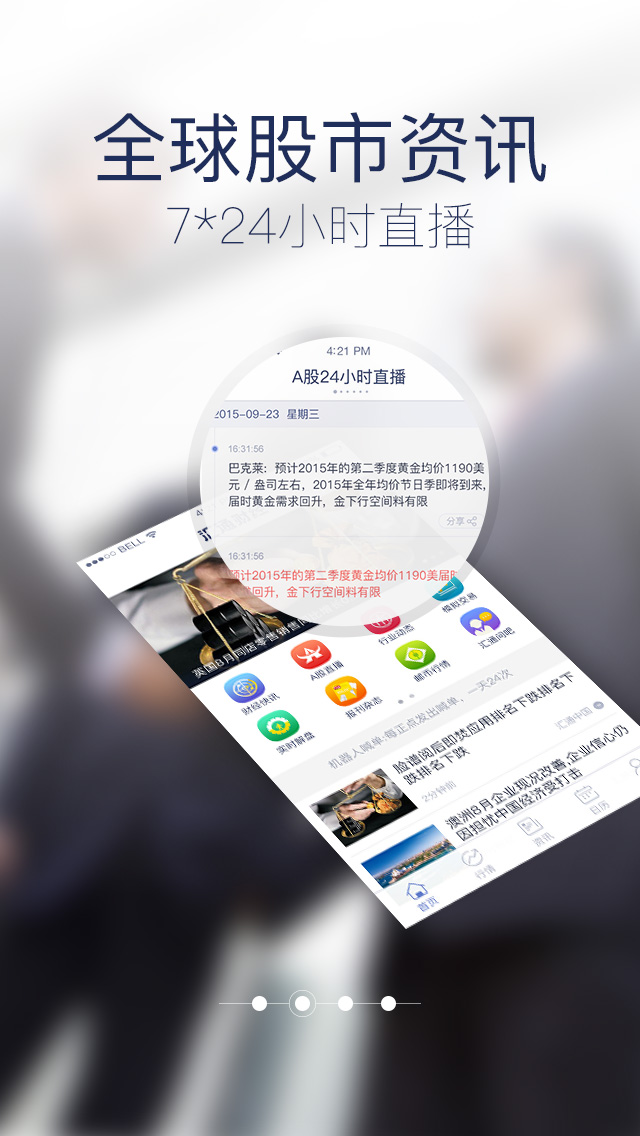 全球股市资讯
7*24小时直播
4:21 PM
A股24小时直播
2015-09-23 星期三
16:31:56
巴克莱：预计2015年的第二季度黄金均价1190美
元 / 盎司左右，2015年全年均价节日季即将到来，
届时黄金需求回升，金下行空间料有限
分享
16:31:56
预计2015年的第二季度黄金均价1190美届时
回升，金下行空间料有限
BELL
英国8月同店零售销售
财经快讯
A股直播
行业动态
模拟交易
实时解盘
报刊杂志
邮市行情
汇通问吧
机器人喊单:每正点发出喊单，一天24次
脸谱阅后即焚应用排名下跌排名下
跌排名下跌
2分钟前
汇通中国
澳洲8月企业现况改善,企业信心仍
因担忧中国经济受打击
首页
行情
资讯
日历